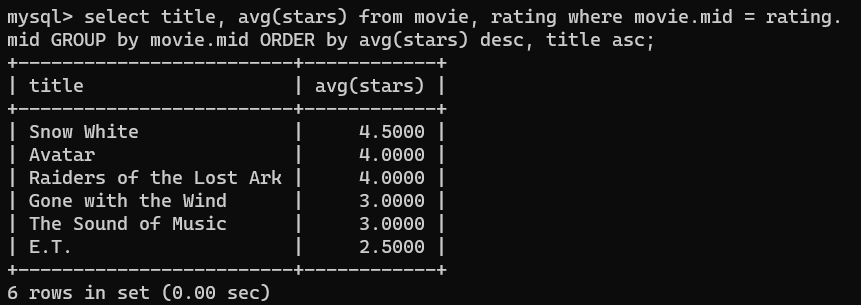 mysql> select title, avg(stars) from movie, rating where movie.mid = rating.
mid GROUP by movie.mid ORDER by avg(stars) desc, title asc;
+-------------------------+------------+
| title                   | avg(stars) |
+-------------------------+------------+
| Snow White              |     4.5000 |
| Avatar                  |     4.0000 |
| Raiders of the Lost Ark |     4.0000 |
| Gone with the Wind      |     3.0000 |
| The Sound of Music      |     3.0000 |
| E.T.                    |     2.5000 |
+-------------------------+------------+
6 rows in set (0.00 sec)